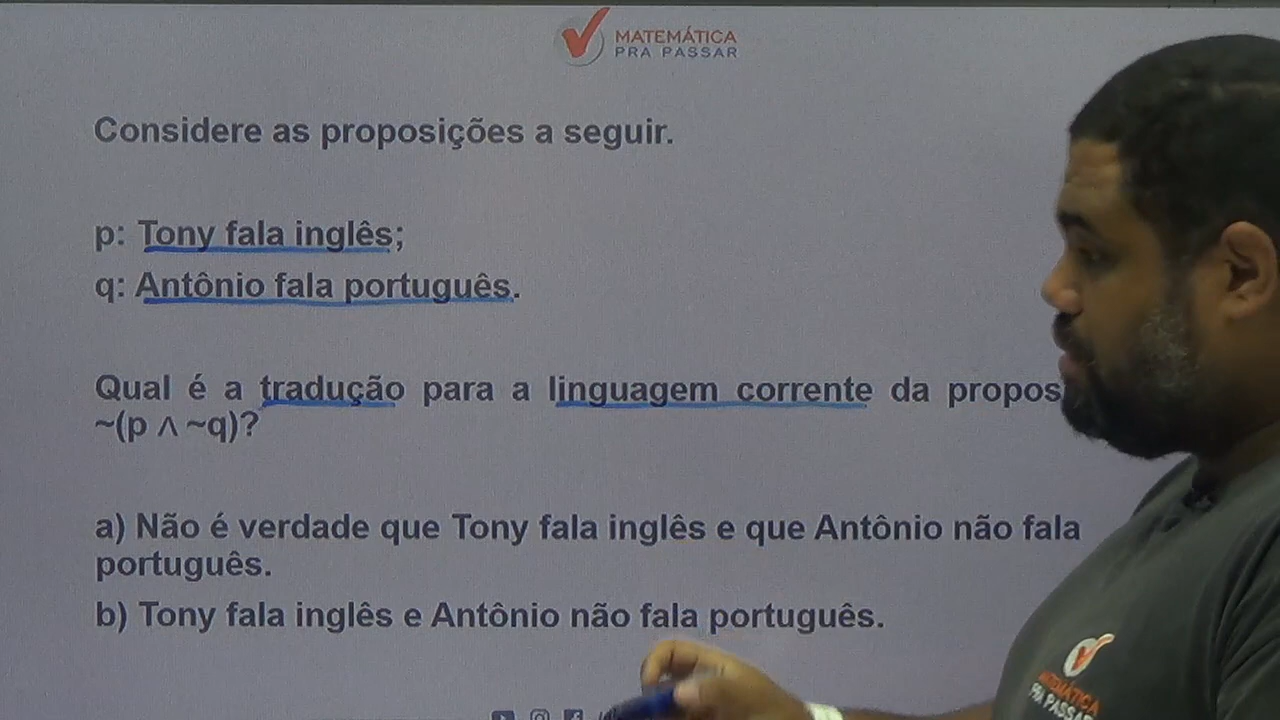 MATEMÁTICA
PRA PASSAR
Considere as proposições a seguir.
p: Tony fala inglês;
q: Antônio fala português.
Qual é a tradução para a linguagem corrente da propos
~(p ∧ ~q)?
a) Não é verdade que Tony fala inglês e que Antônio não fala
português.
b) Tony fala inglês e Antônio não fala português.
MATEMÁTICA
PRA PASSAR